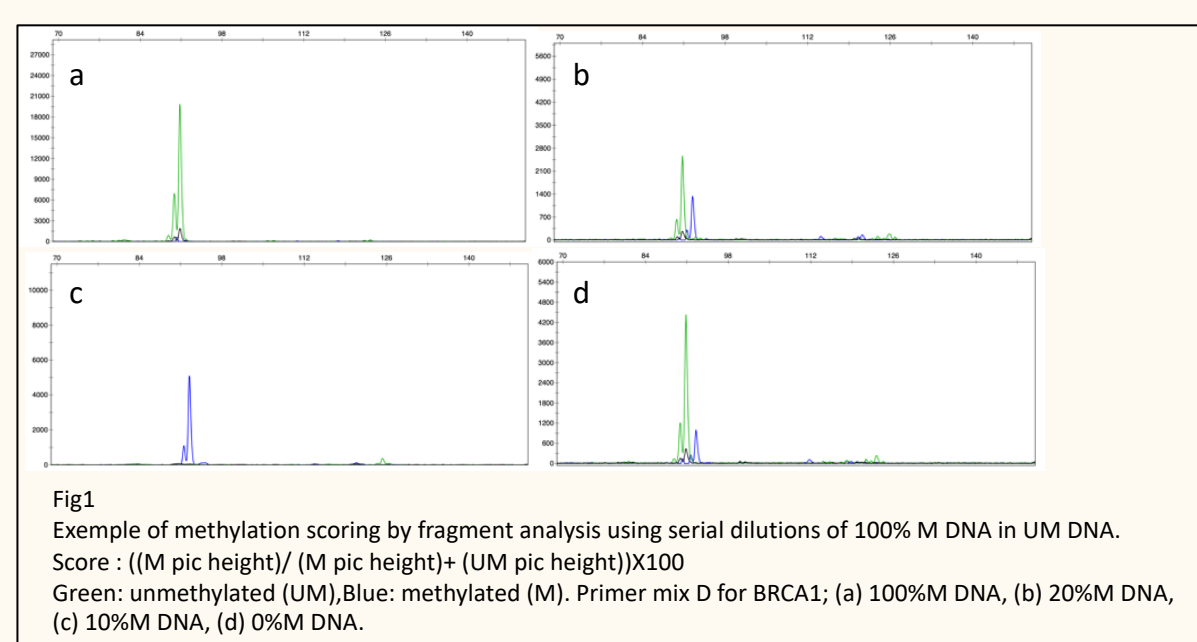 70 84 98 112 126 140
27000
24000
21000
18000
15000
12000
9000
6000
3000
0
a
70 84 98 112 126 140
5600
4900
4200
3500
2800
2100
1400
700
0
b
70 84 98 112 126 140
10000
8000
6000
4000
2000
0
c
70 84 98 112 126 140
6000
5400
4800
4200
3600
3000
2400
1800
1200
600
0
d
Fig1
Exemple of methylation scoring by fragment analysis using serial dilutions of 100% M DNA in UM DNA.
Score : ((M pic height)/ (M pic height)+ (UM pic height))X100
Green: unmethylated (UM),Blue: methylated (M). Primer mix D for BRCA1; (a) 100%M DNA, (b) 20%M DNA,
(c) 10%M DNA, (d) 0%M DNA.